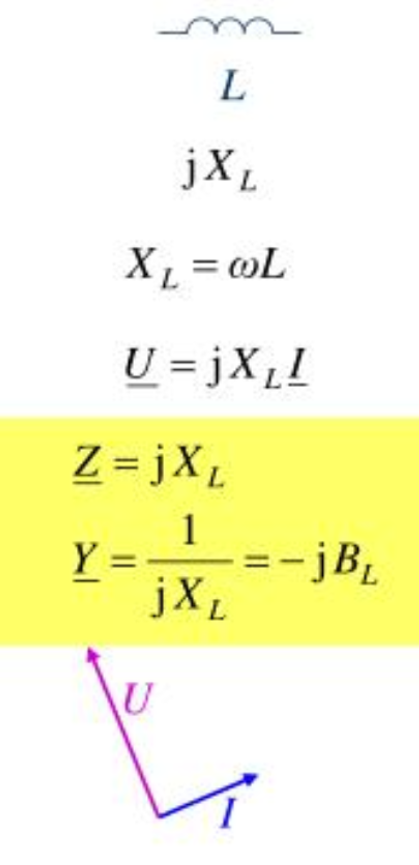 L
jX_L
X_L = ωL
U̲ = jX_L I̲
Z̲ = jX_L
Y̲ = 1/(jX_L) = −jB_L
U
I